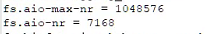 fs.aio-max-nr = 1048576
fs.aio-nr = 7168